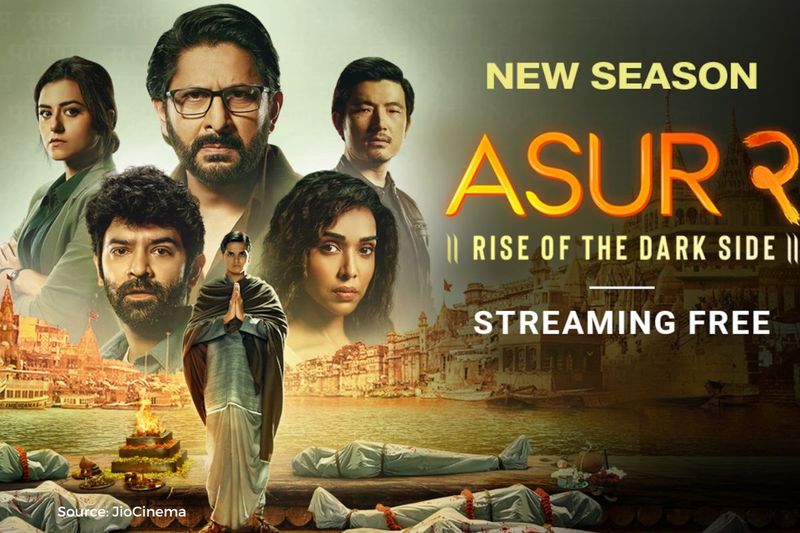 NEW SEASON
ASUR २
|| RISE OF THE DARK SIDE ||
STREAMING FREE
Source: JioCinema